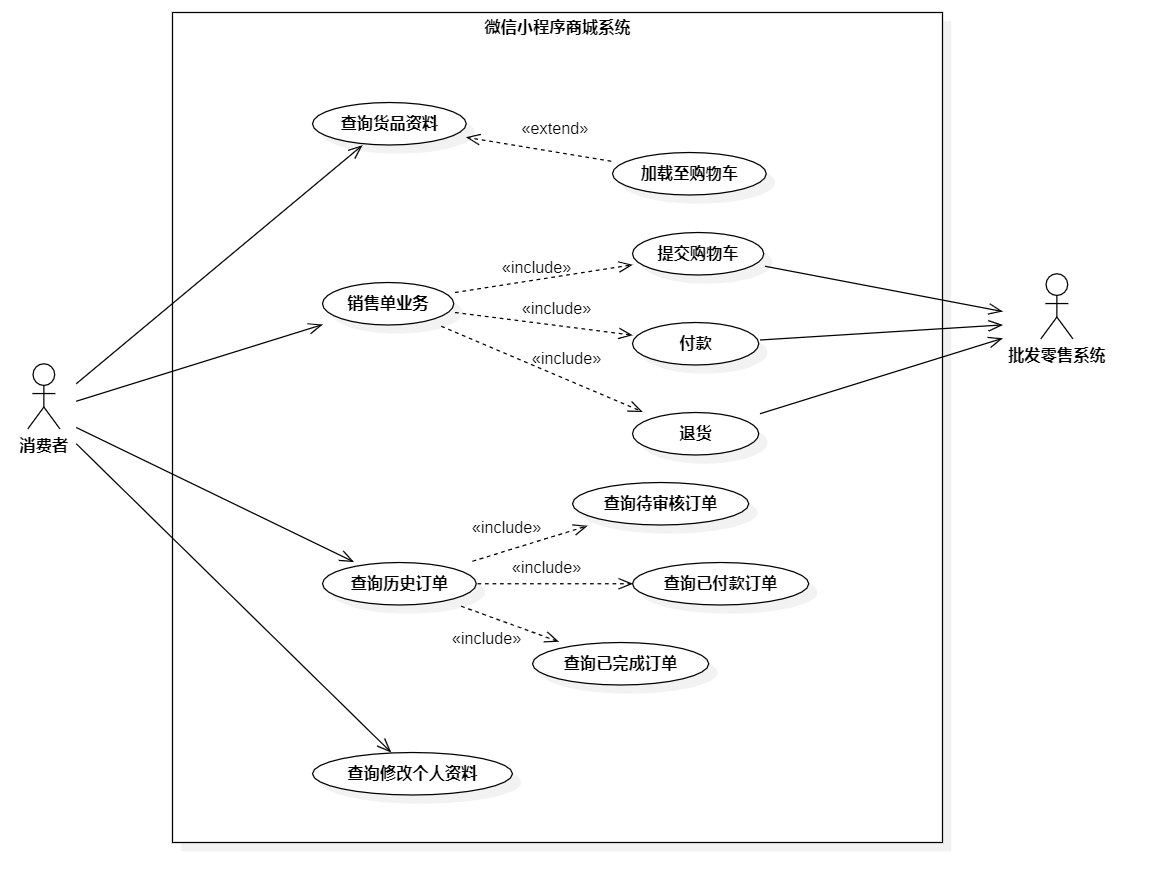 微信小程序商城系统
查询货品资料
«extend»
加载至购物车
提交购物车
«include»
销售单业务
«include»
付款
批发零售系统
«include»
消费者
退货
查询待审核订单
«include»
«include»
查询历史订单
查询已付款订单
«include»
查询已完成订单
查询修改个人资料